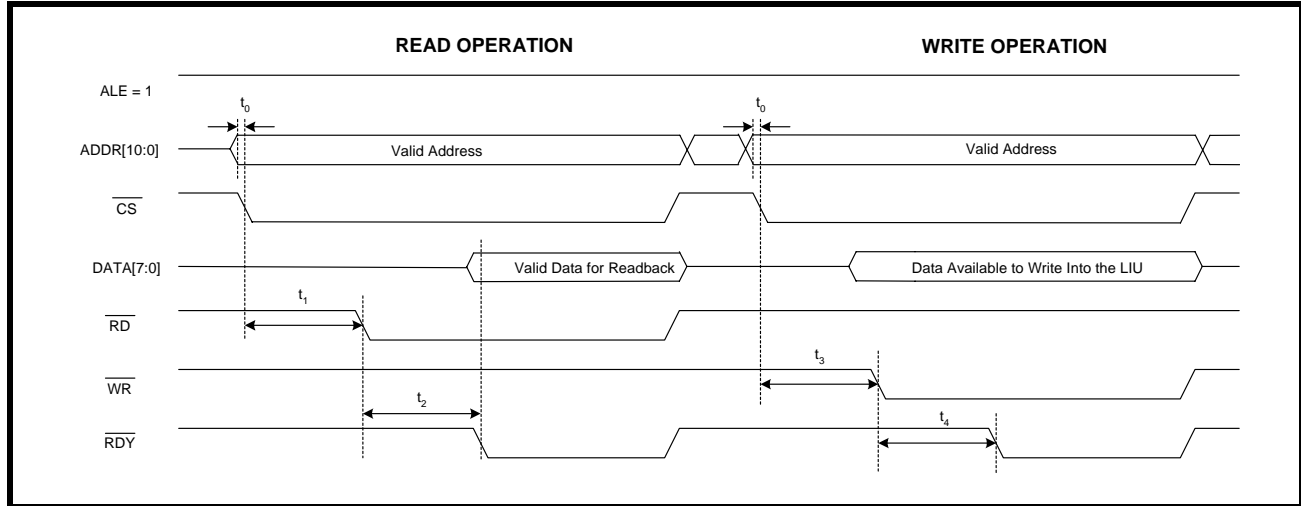 READ OPERATION WRITE OPERATION
ALE = 1
t0 t0
ADDR[10:0] Valid Address Valid Address
CS
DATA[7:0] Valid Data for Readback Data Available to Write Into the LIU
t1
RD
t3
WR
t2 t4
RDY